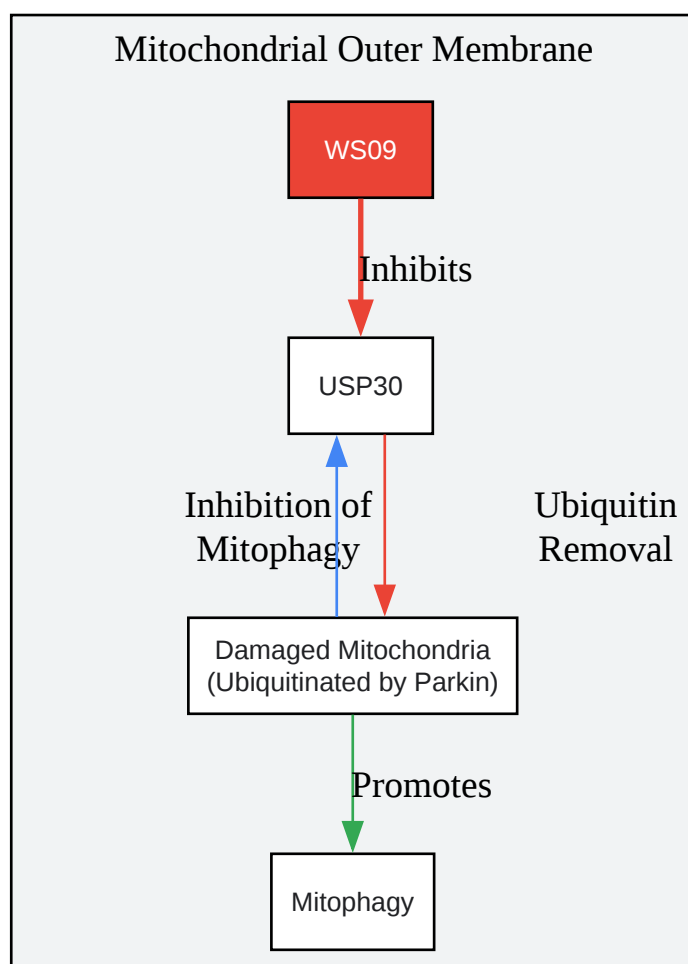 Mitochondrial Outer Membrane
WS09
Inhibits
USP30
Inhibition of
Mitophagy
Ubiquitin
Removal
Damaged Mitochondria
(Ubiquitinated by Parkin)
Promotes
Mitophagy